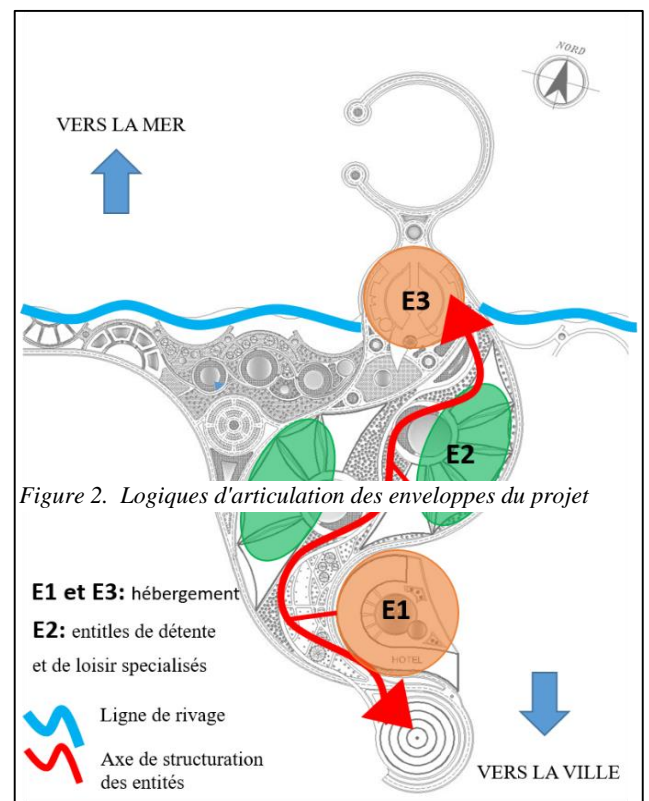 NORD
VERS LA MER
E3
E2
Figure 2. Logiques d'articulation des enveloppes du projet
E1 et E3: hébergement
E2: entitles de détente
et de loisir specialisés
E1
HOTEL
Ligne de rivage
Axe de structuration
des entités
VERS LA VILLE